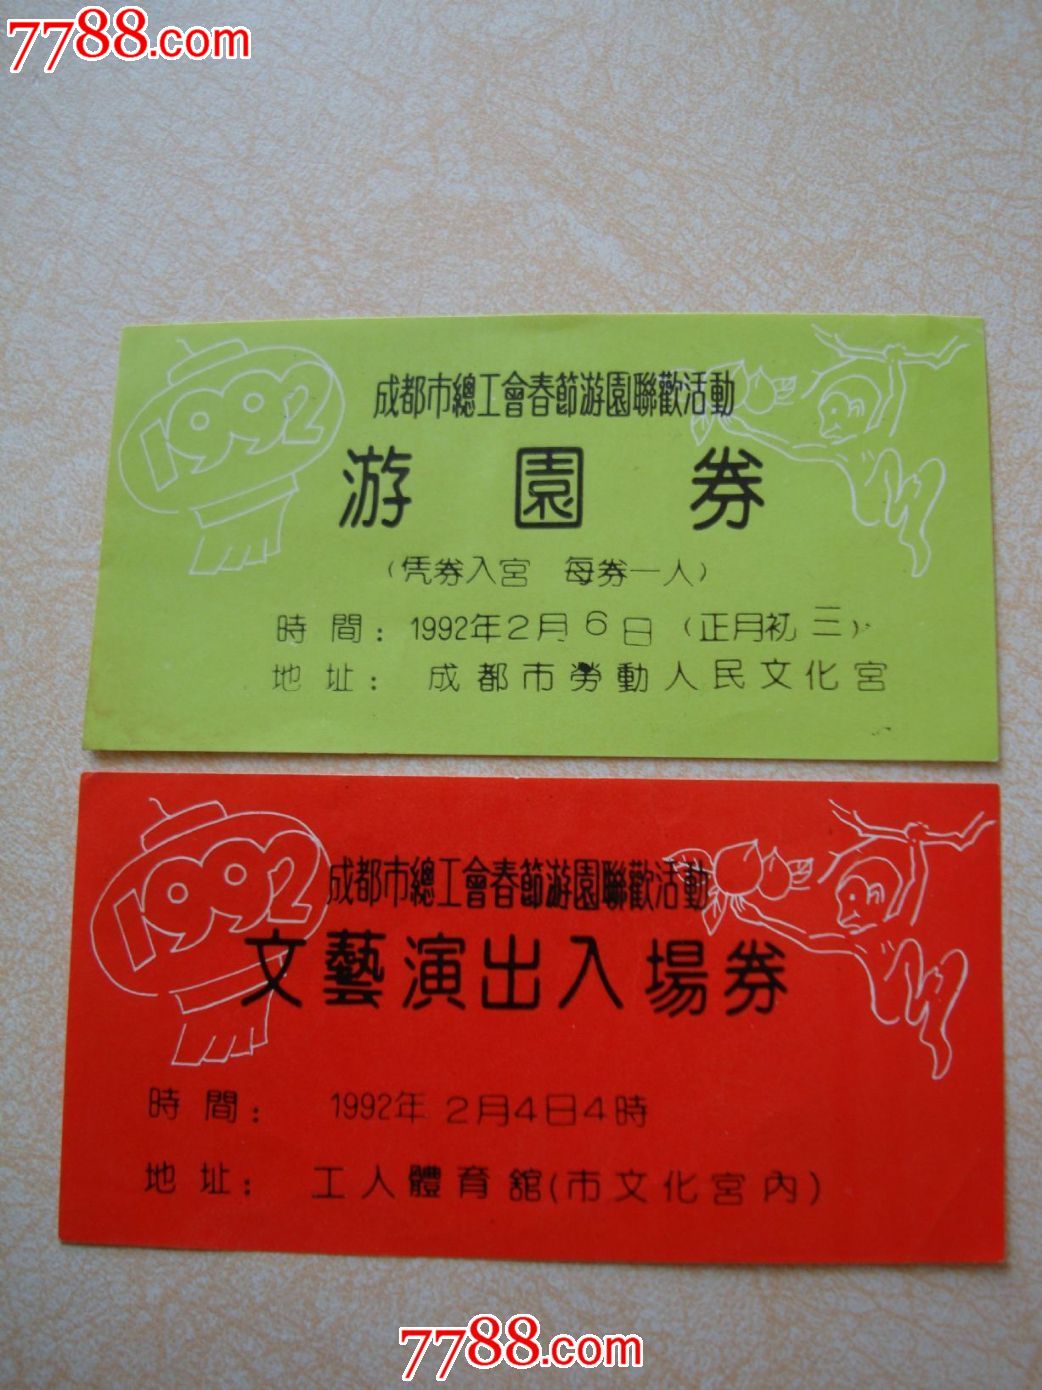 7788.com
1992
成都市總工會春節游園聯歡活動
游園券
（凭券入宮 每券一人）
時間：1992年2月6日（正月初三）
地址：成都市勞動人民文化宮
1992
成都市總工會春節游園聯歡活動
文藝演出入場券
時間：1992年2月4日4時
地址：工人體育舘(市文化宮內)
7788.com